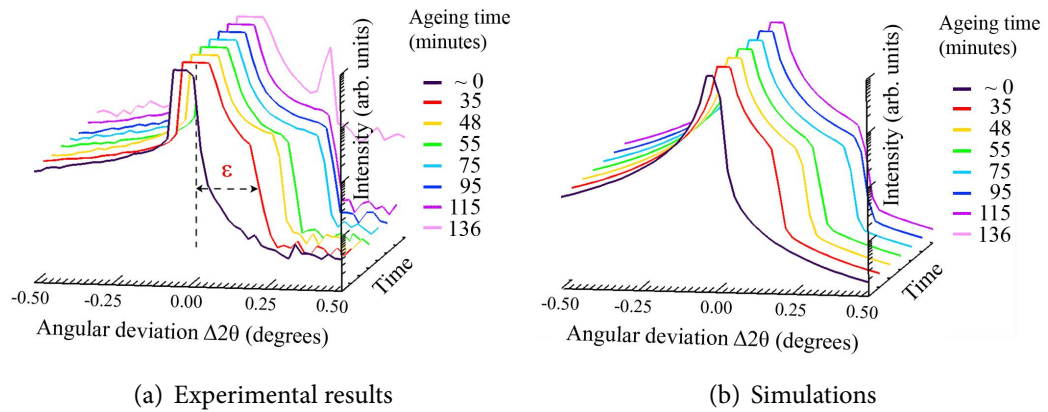 Ageing time
(minutes)
~ 0
35
48
55
75
95
115
136
Intensity (arb. units)
ε
Time
-0.50
-0.25
0.00
0.25
0.50
Angular deviation Δ2θ (degrees)
(a) Experimental results
Ageing time
(minutes)
~ 0
35
48
55
75
95
115
136
Intensity (arb. units)
Time
-0.50
-0.25
0.00
0.25
0.50
Angular deviation Δ2θ (degrees)
(b) Simulations